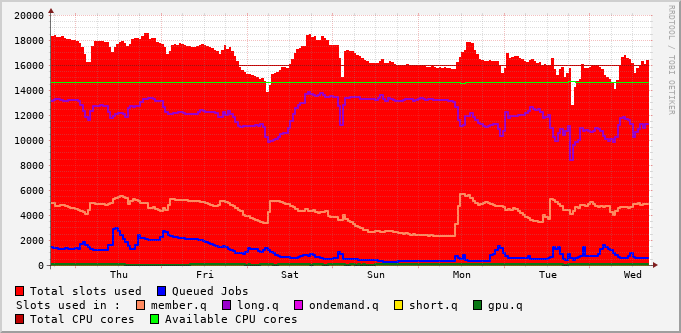 20000
18000
16000
14000
12000
10000
8000
6000
4000
2000
0
Thu Fri Sat Sun Mon Tue Wed
RRDTOOL / TOBI OETIKER
Total slots used Queued Jobs
Slots used in : member.q long.q ondemand.q short.q gpu.q
Total CPU cores Available CPU cores